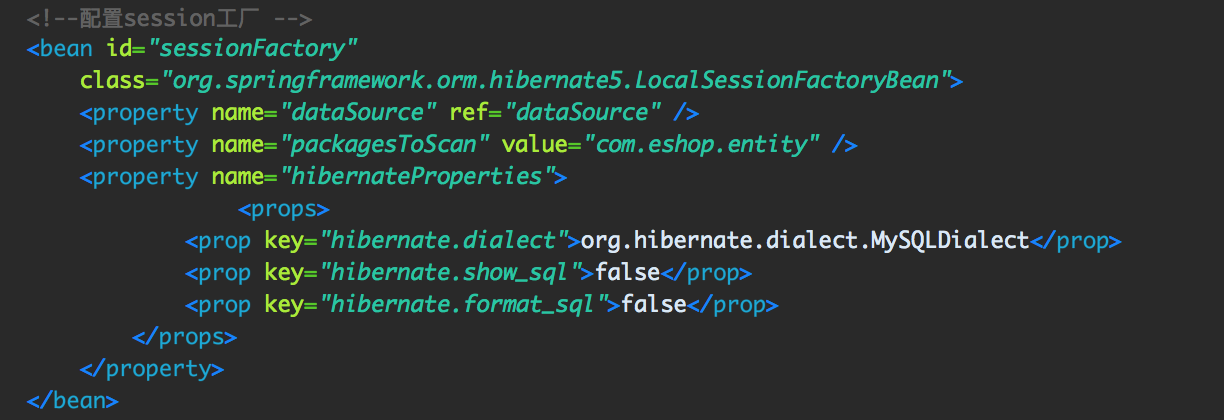 <!--配置session工厂 -->
<bean id="sessionFactory"
    class="org.springframework.orm.hibernate5.LocalSessionFactoryBean">
    <property name="dataSource" ref="dataSource" />
    <property name="packagesToScan" value="com.eshop.entity" />
    <property name="hibernateProperties">
                <props>
            <prop key="hibernate.dialect">org.hibernate.dialect.MySQLDialect</prop>
            <prop key="hibernate.show_sql">false</prop>
            <prop key="hibernate.format_sql">false</prop>
        </props>
    </property>
</bean>